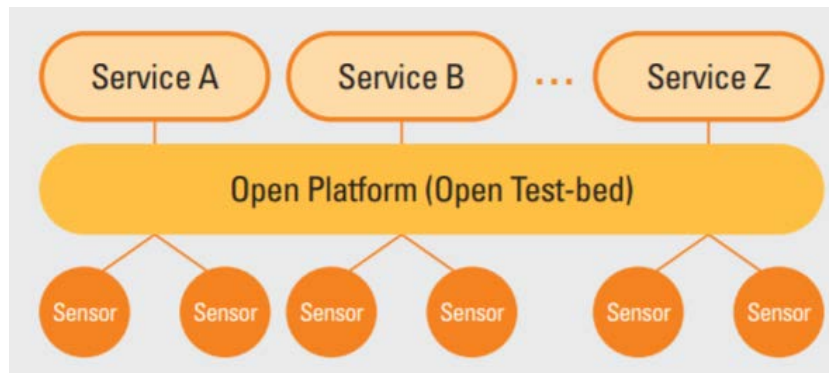 Service A
Service B
...
Service Z
Open Platform (Open Test-bed)
Sensor
Sensor
Sensor
Sensor
Sensor
Sensor